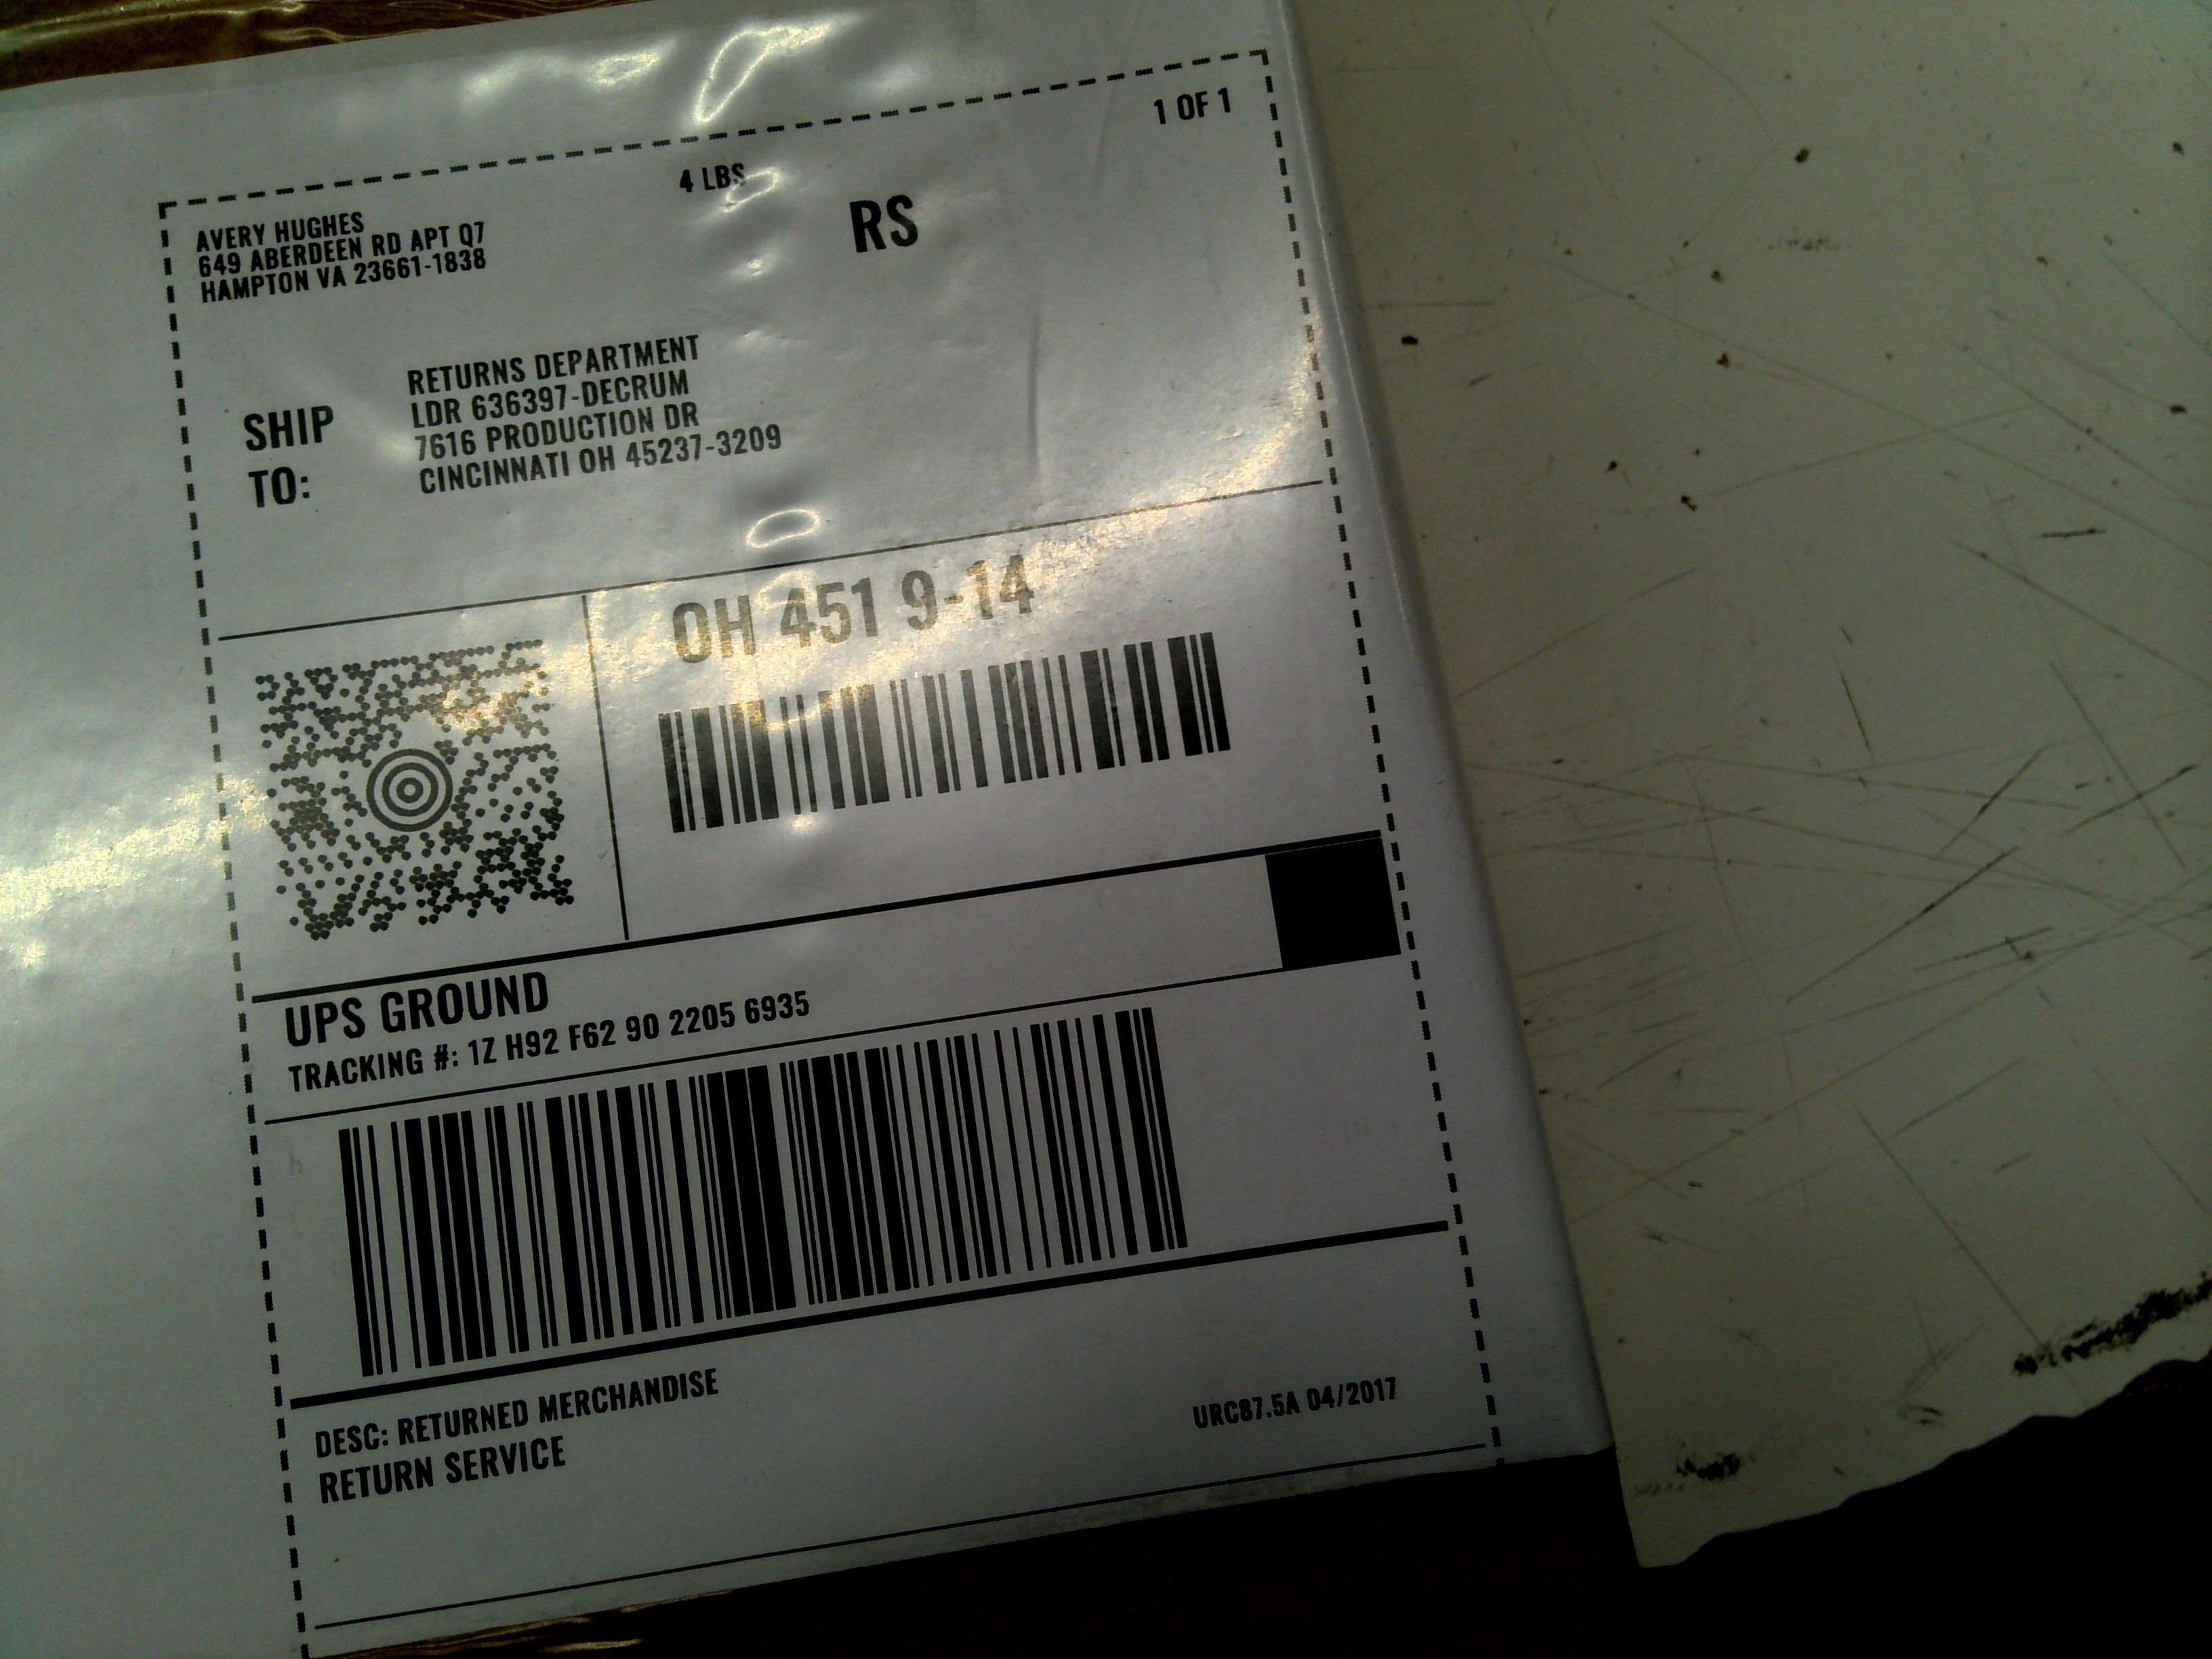 1 OF 1
4 LBS
RS
AVERY HUGHES
649 ABERDEEN RD APT Q7
HAMPTON VA 23661-1838
SHIP
TO:
RETURNS DEPARTMENT
LDR 636397-DECRUM
7616 PRODUCTION DR
CINCINNATI OH 45237-3209
OH 451 9-14
UPS GROUND
TRACKING #: 1Z H92 F62 90 2205 6935
DESC: RETURNED MERCHANDISE
RETURN SERVICE
URC87.5A 04/2017